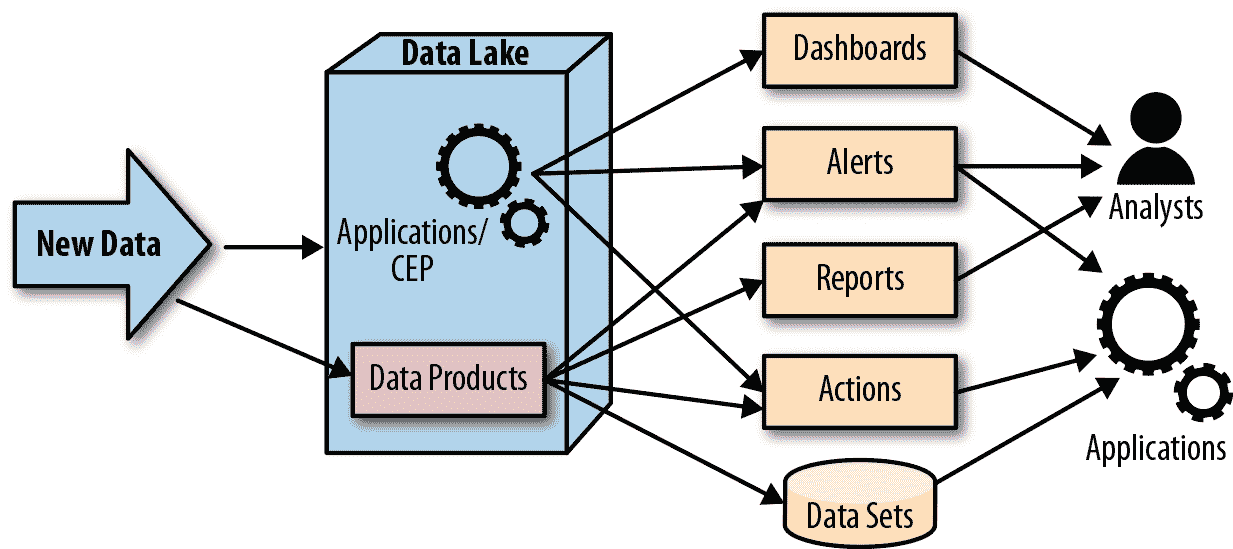 New Data
Data Lake
Applications/
CEP
Data Products
Dashboards
Alerts
Reports
Actions
Data Sets
Analysts
Applications